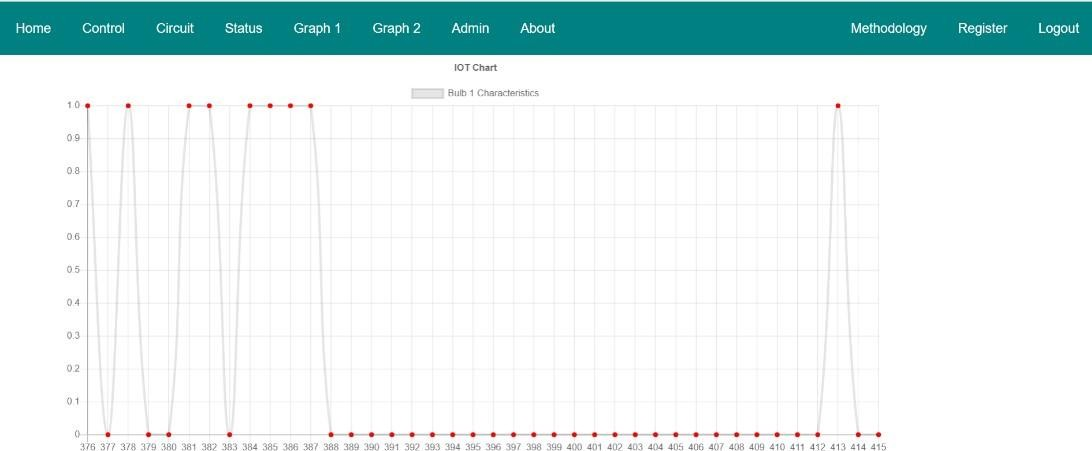 Home Control Circuit Status Graph 1 Graph 2 Admin About Methodology Register Logout
IOT Chart
Bulb 1 Characteristics
1.0
0.9
0.8
0.7
0.6
0.5
0.4
0.3
0.2
0.1
0
376 377 378 379 380 381 382 383 384 385 386 387 388 389 390 391 392 393 394 395 396 397 398 399 400 401 402 403 404 405 406 407 408 409 410 411 412 413 414 415